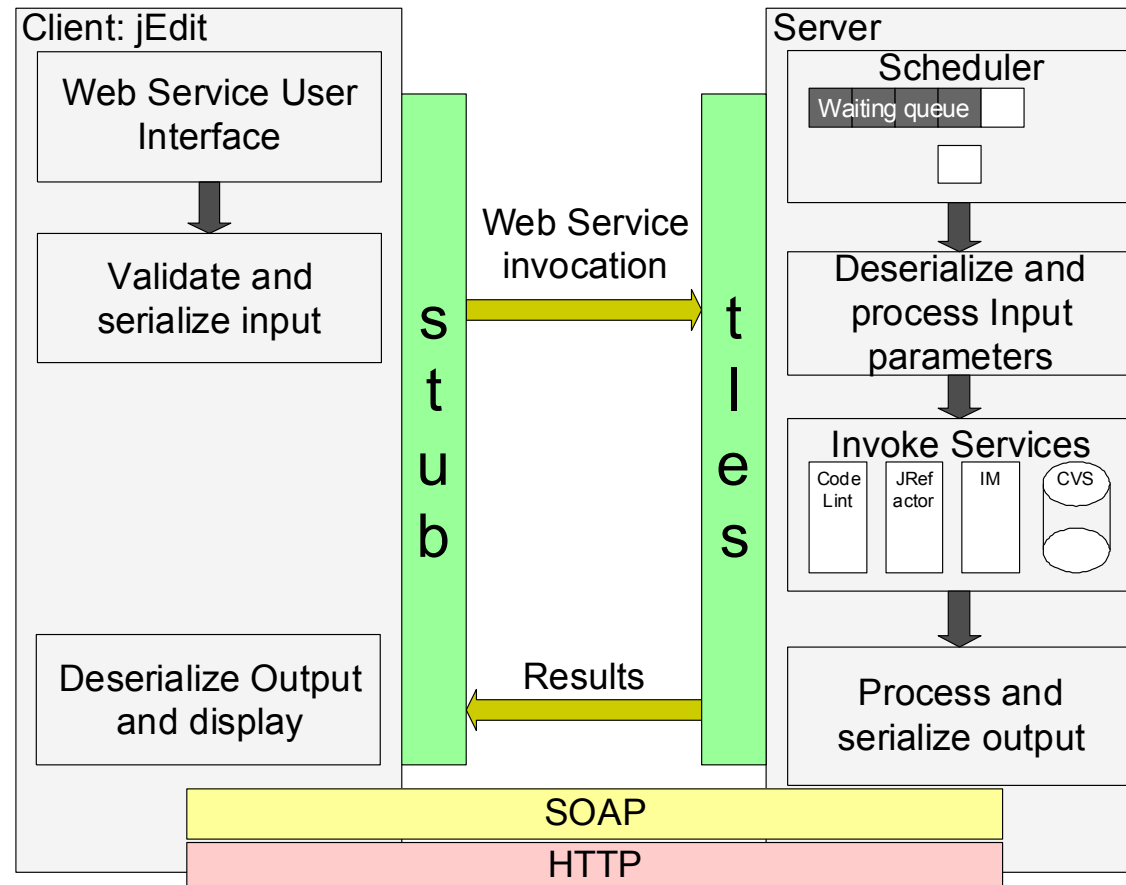 Client: jEdit
Web Service User
Interface
Validate and
serialize input
Deserialize Output
and display
stub
Web Service
invocation
Results
tles
Server
Scheduler
Waiting queue
Deserialize and
process Input
parameters
Invoke Services
Code
Lint
JRef
actor
IM
CVS
Process and
serialize output
SOAP
HTTP